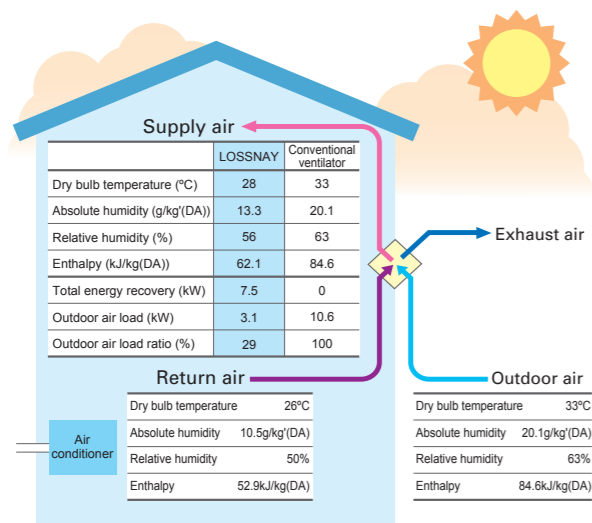 Supply air
LOSSNAY Conventional
ventilator
Dry bulb temperature (ºC) 28 33
Absolute humidity (g/kg'(DA)) 13.3 20.1
Relative humidity (%) 56 63
Enthalpy (kJ/kg(DA)) 62.1 84.6
Total energy recovery (kW) 7.5 0
Outdoor air load (kW) 3.1 10.6
Outdoor air load ratio (%) 29 100
Exhaust air
Return air
Dry bulb temperature 26ºC
Absolute humidity 10.5g/kg'(DA)
Relative humidity 50%
Enthalpy 52.9kJ/kg(DA)
Outdoor air
Dry bulb temperature 33ºC
Absolute humidity 20.1g/kg'(DA)
Relative humidity 63%
Enthalpy 84.6kJ/kg(DA)
Air
conditioner